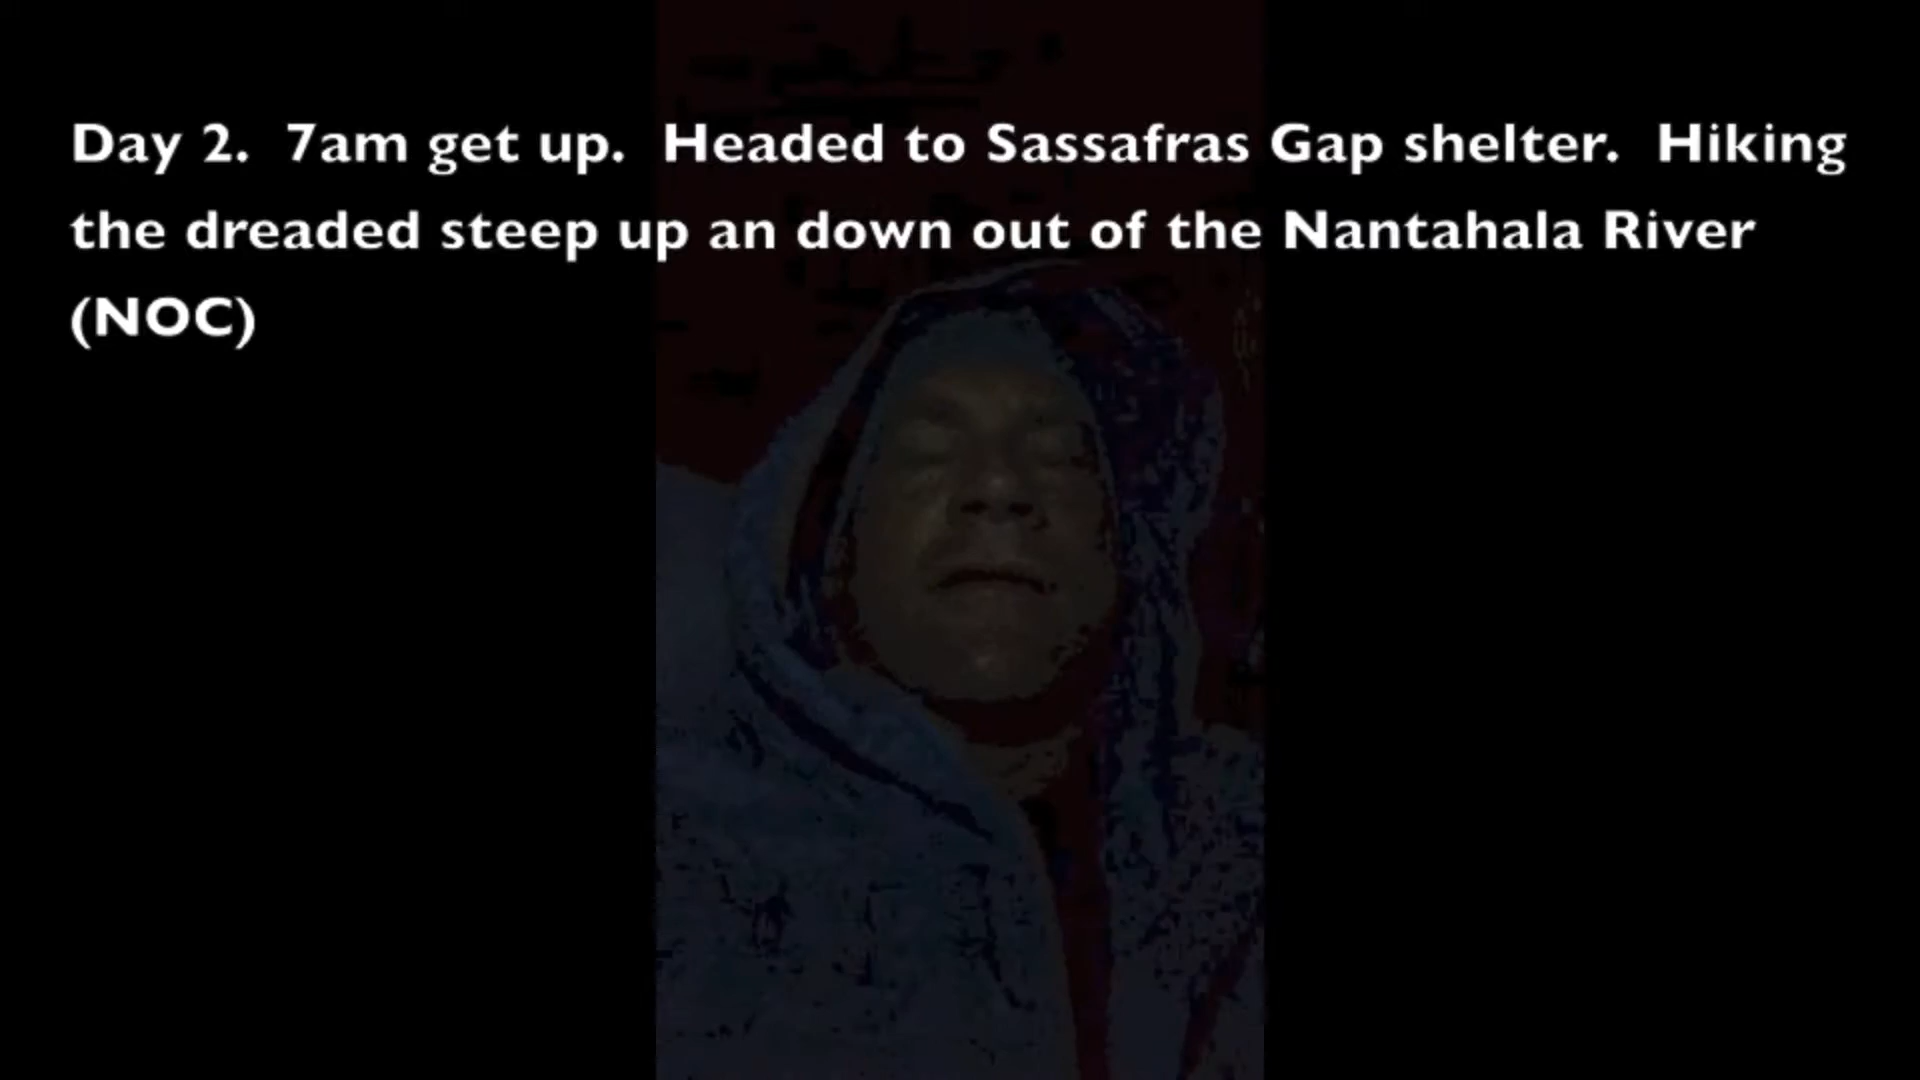 Day 2.  7am get up.  Headed to Sassafras Gap shelter.  Hiking
the dreaded steep up an down out of the Nantahala River
(NOC)